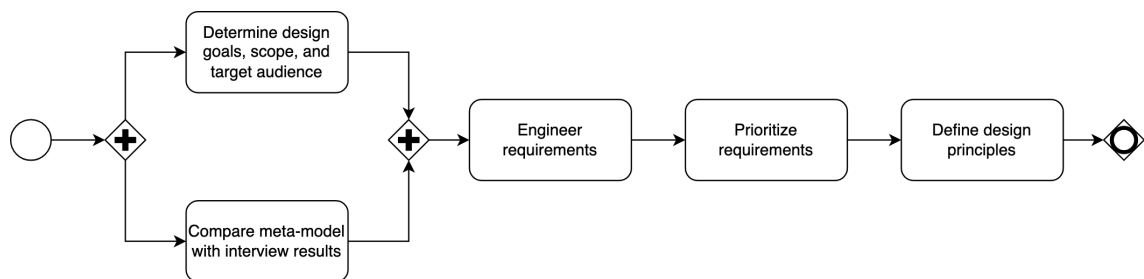 Determine design
goals, scope, and
target audience
Compare meta-model
with interview results
Engineer
requirements
Prioritize
requirements
Define design
principles